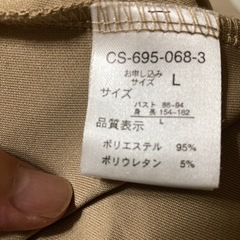 CS-695-068-3
お申し込み
サイズ L
サイズ
バスト 86-94
身 長 154-162
L
品質表示
ポリエステル 95%
ポリウレタン 5%